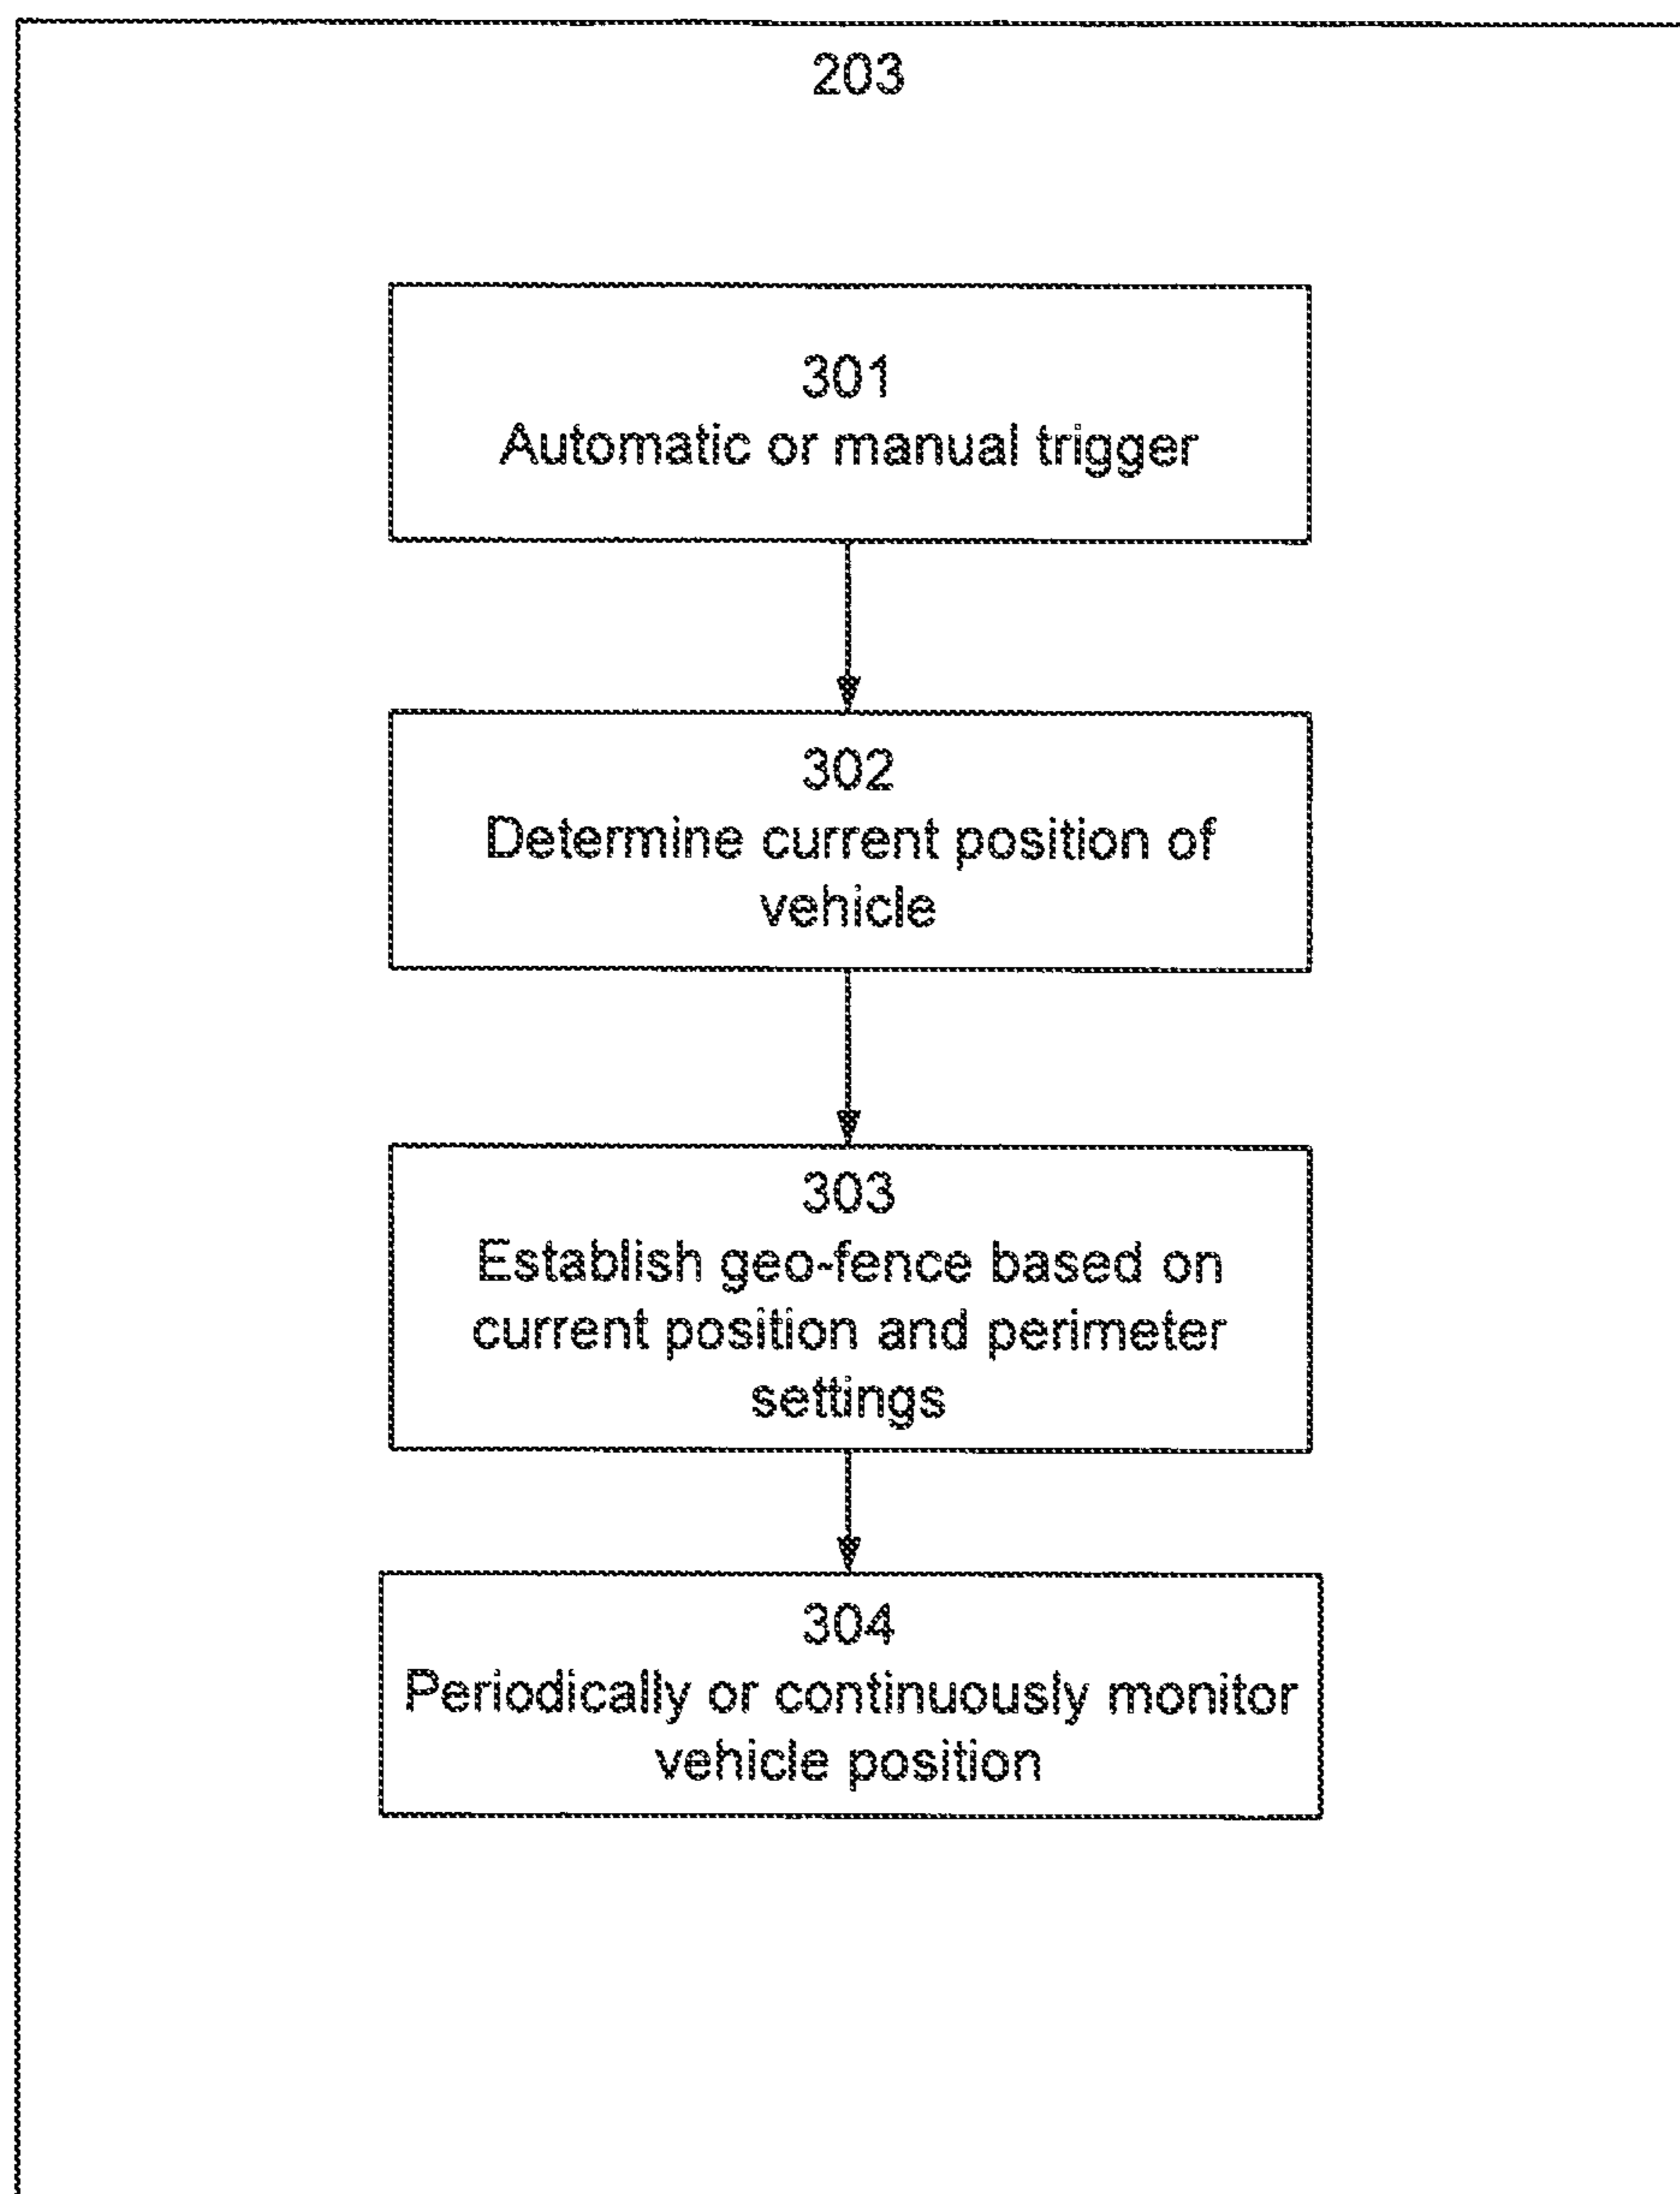 203
301
Automatic or manual trigger
302
Determine current position of
vehicle
303
Establish geo-fence based on
current position and perimeter
settings
304
Periodically or continuously monitor
vehicle position